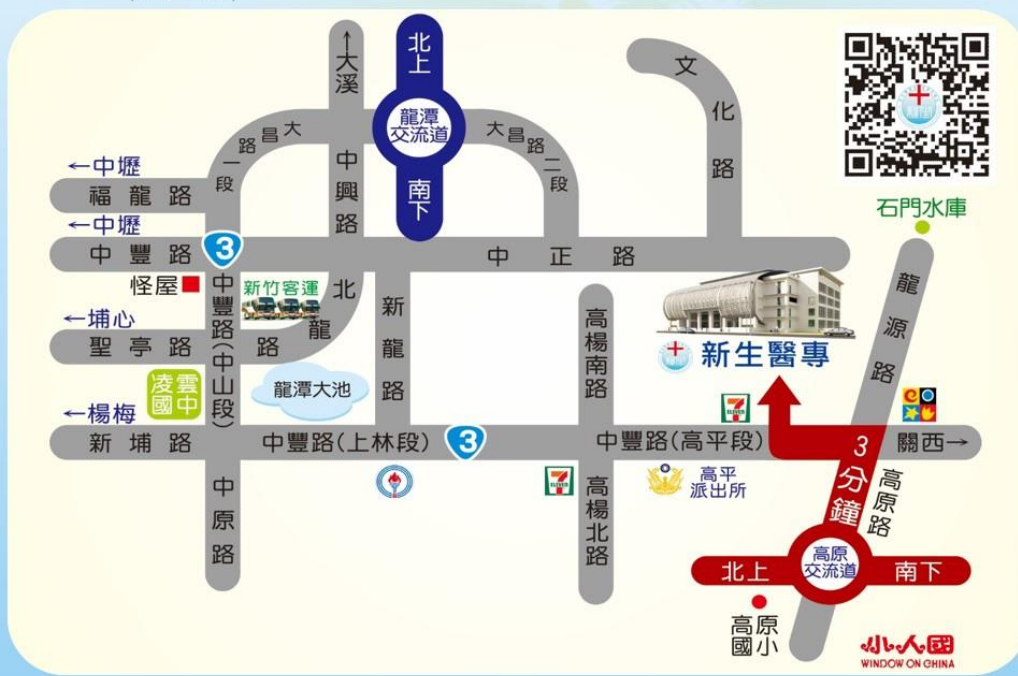 ←大溪
中興路
北上
龍潭
交流道
南下
大昌路一段
大昌路二段
文化路
←中壢
福龍路
←中壢
中豐路
3
中正路
石門水庫
龍源路
怪屋
中豐路(中山段)
新竹客運
北龍路
新龍路
高楊南路
新生醫專
←埔心
聖亭路
凌雲
國中
龍潭大池
←楊梅
新埔路
中豐路(上林段)
3
7
ELEVEN
中豐路(高平段)
關西→
3分鐘
高原路
中原路
7
ELEVEN
高楊北路
高平
派出所
北上
高原
交流道
南下
高原
國小
小人國
WINDOW ON CHINA